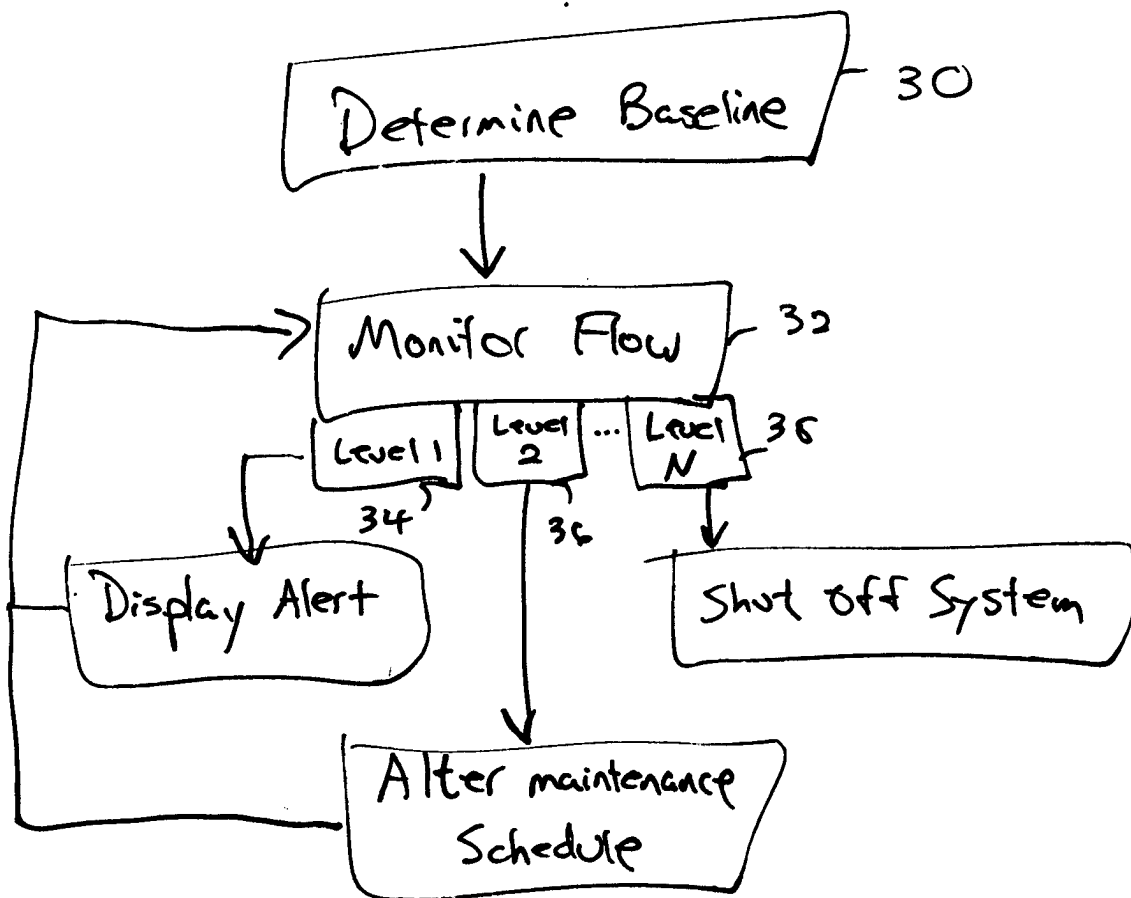 Determine Baseline
30
Monitor Flow
32
Level 1
Level
2
...
Level
N
34
36
38
Display Alert
Shut Off System
Alter maintenance
Schedule